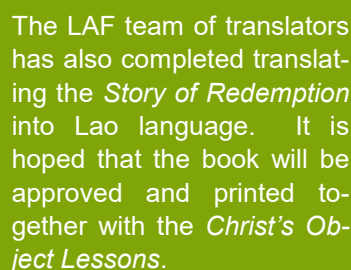 The LAF team of translators
has also completed translat-
ing the Story of Redemption
into Lao language. It is
hoped that the book will be
approved and printed to-
gether with the Christ's Ob-
ject Lessons.